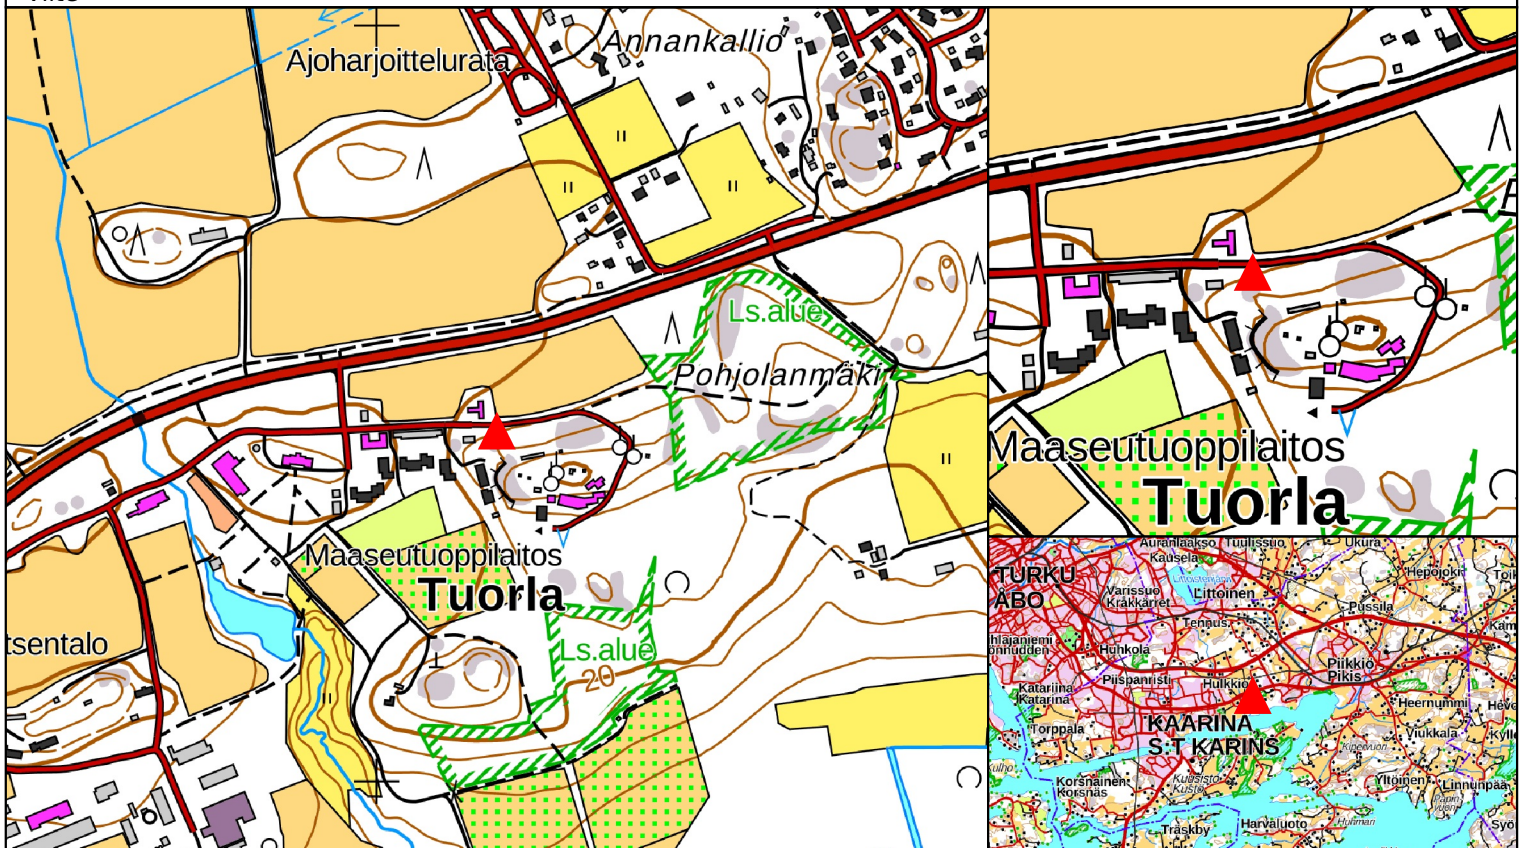 Ajoharjoittelurata
Annankallio
Ls.alue
Pohjolanmäki
Maaseutuoppilaitos
Tuorla
tsentalo
Ls.alue
20
Maaseutuoppilaitos
Tuorla
Auranlaakso
Tuulissuo
Ukura
Kausela
TURKU
ÅBO
Hepojoki
Varissuo
Kråkkärret
Littoinen
Pussila
Tennus
Huhkola
Piikkiö
Pikis
Piispanristi
Hulkkio
Katariina
Katarina
Heernummi
KAARINA
S:T KARINS
Torppala
Viukkala
Korsnäinen
Korsnäs
Kuusisto
Kustö
Yltöinen
Linnunpää
Träskby
Harvaluoto